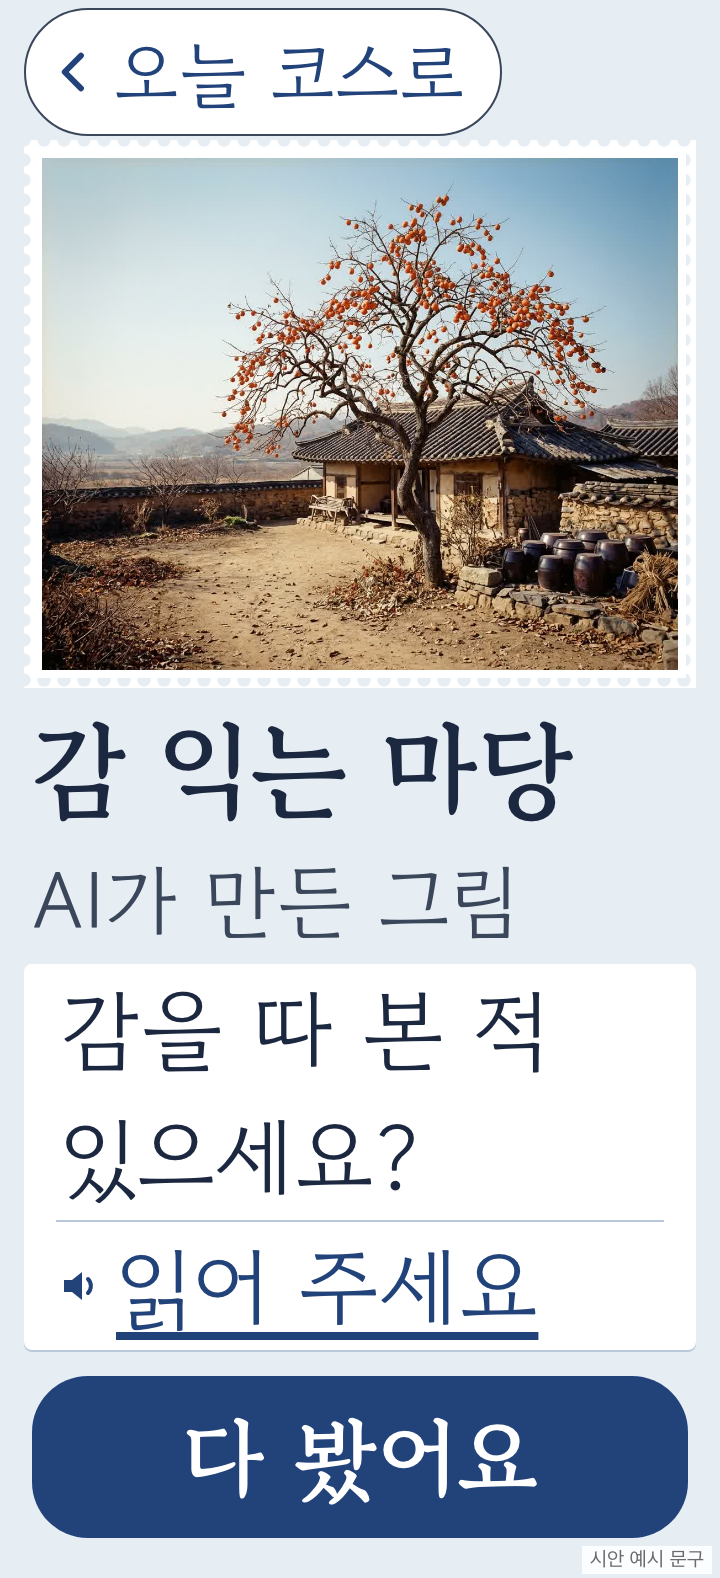 오늘 코스로
감 익는 마당
AI가 만든 그림
감을 따 본 적
있으세요?
읽어 주세요
다 봤어요
시안 예시 문구